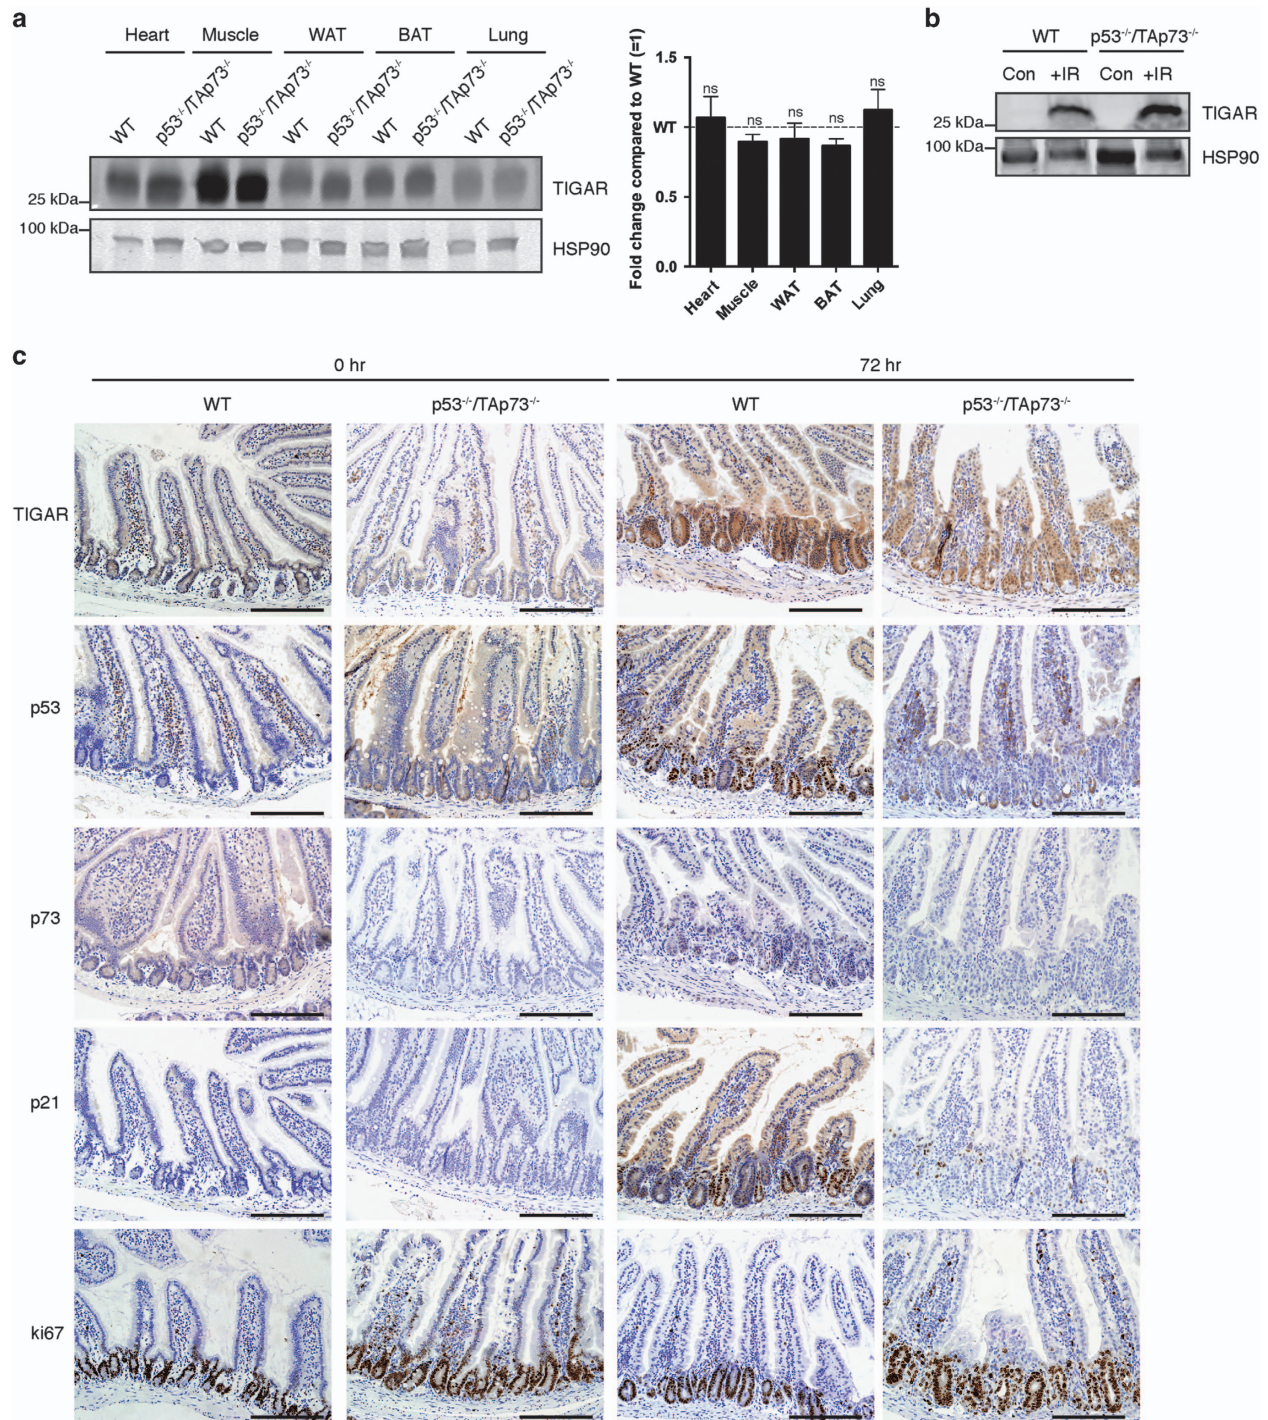 a
Heart Muscle WAT BAT Lung
WT p53-/-/TAp73-/- WT p53-/-/TAp73-/- WT p53-/-/TAp73-/- WT p53-/-/TAp73-/- WT p53-/-/TAp73-/-
25 kDa TIGAR
100 kDa HSP90
Fold change compared to WT (=1)
1.5
WT
0.5
0.0
ns ns ns ns ns
Heart Muscle WAT BAT Lung
b
WT p53-/-/TAp73-/-
Con +IR Con +IR
25 kDa TIGAR
100 kDa HSP90
c
0 hr 72 hr
WT p53-/-/TAp73-/- WT p53-/-/TAp73-/-
TIGAR
p53
p73
p21
ki67